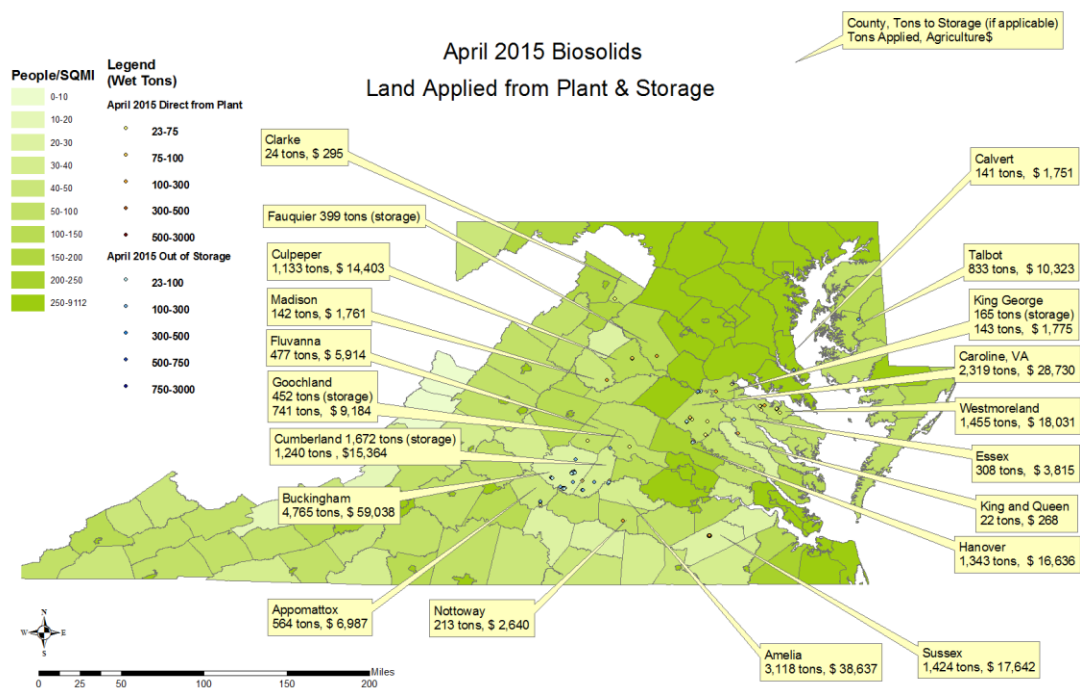 April 2015 Biosolids
Land Applied from Plant & Storage
County, Tons to Storage (if applicable)
Tons Applied, Agriculture$
People/SQMI
0-10
10-20
20-30
30-40
40-50
50-100
100-150
150-200
200-250
250-9112
Legend
(Wet Tons)
April 2015 Direct from Plant
23-75
75-100
100-300
300-500
500-3000
April 2015 Out of Storage
23-100
100-300
300-500
500-750
750-3000
Clarke
24 tons, $ 295
Fauquier 399 tons (storage)
Culpeper
1,133 tons, $ 14,403
Madison
142 tons, $ 1,761
Fluvanna
477 tons, $ 5,914
Goochland
452 tons (storage)
741 tons, $ 9,184
Cumberland 1,672 tons (storage)
1,240 tons , $15,364
Buckingham
4,765 tons, $ 59,038
Appomattox
564 tons, $ 6,987
Nottoway
213 tons, $ 2,640
Amelia
3,118 tons, $ 38,637
Sussex
1,424 tons, $ 17,642
Calvert
141 tons, $ 1,751
Talbot
833 tons, $ 10,323
King George
165 tons (storage)
143 tons, $ 1,775
Caroline, VA
2,319 tons, $ 28,730
Westmoreland
1,455 tons, $ 18,031
Essex
308 tons, $ 3,815
King and Queen
22 tons, $ 268
Hanover
1,343 tons, $ 16,636
N
W E
S
Miles
0 25 50 100 150 200